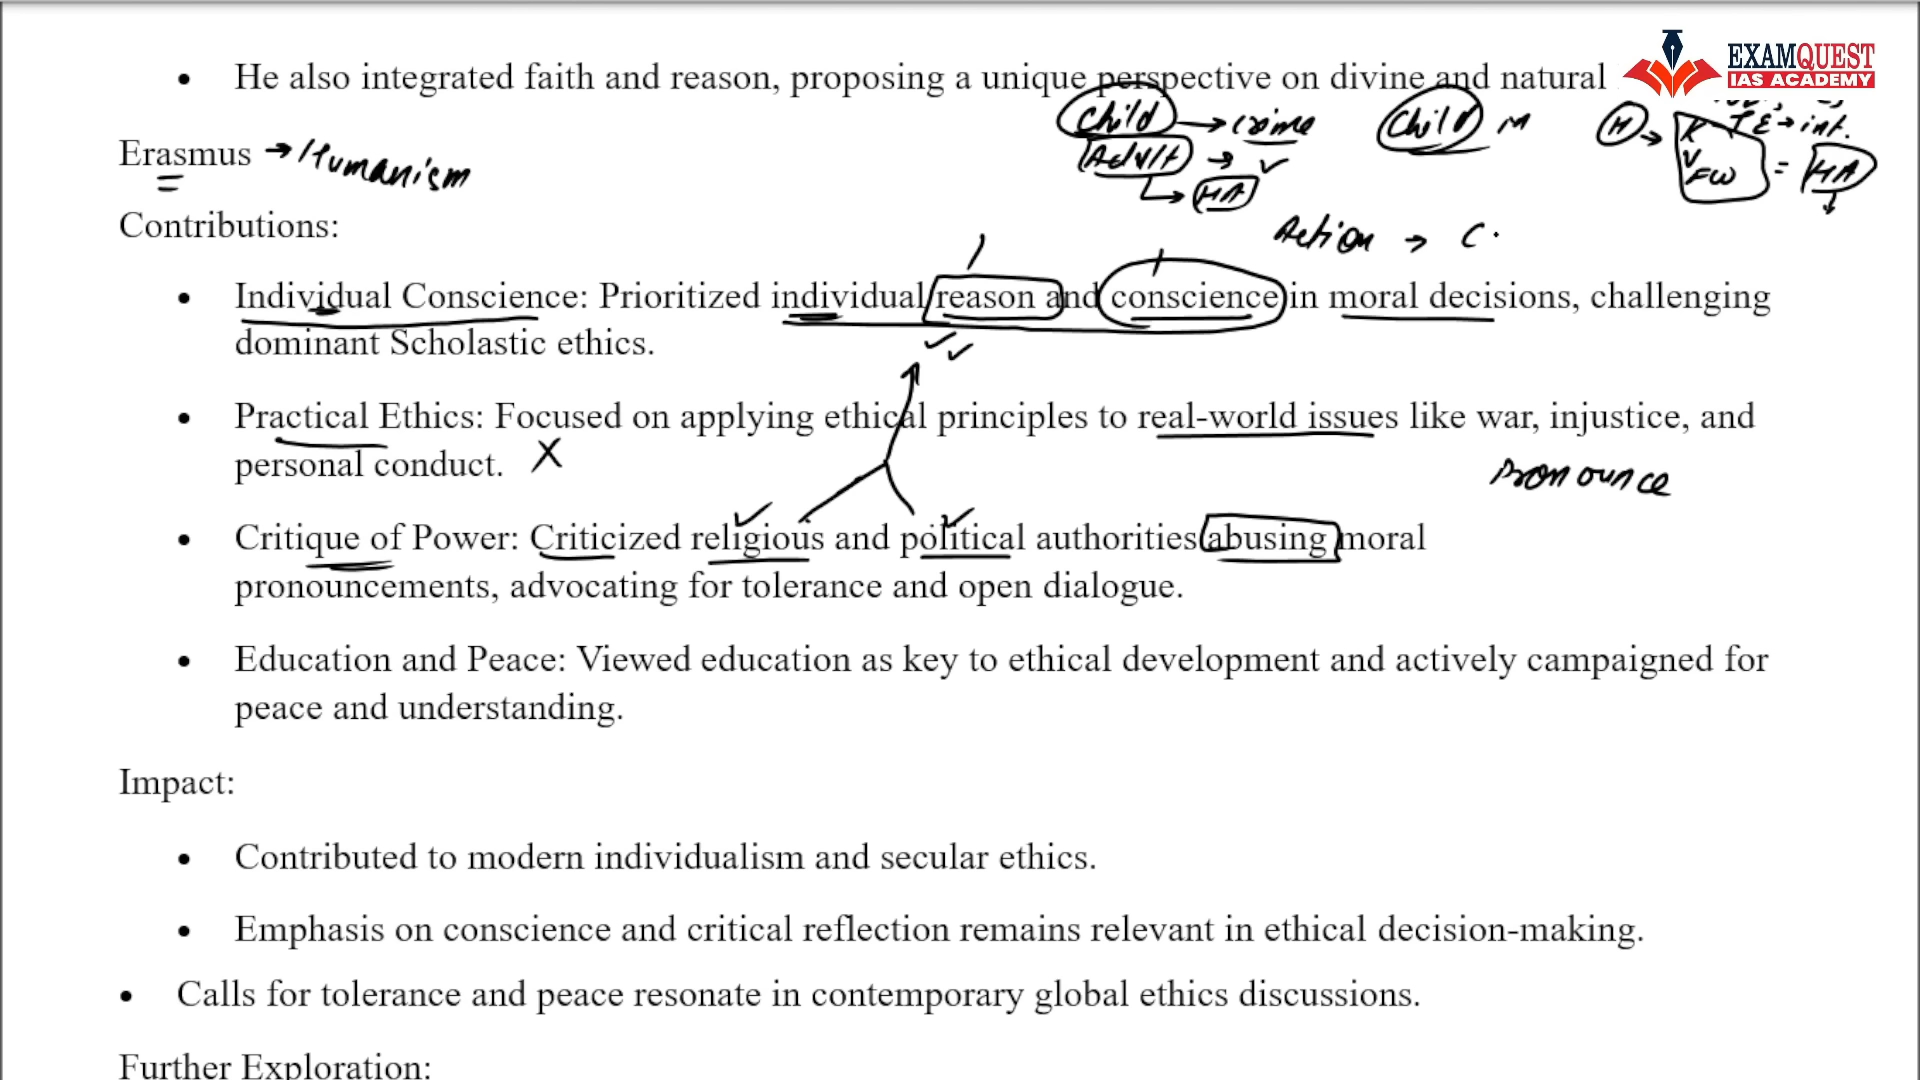 He also integrated faith and reason, proposing a unique perspective on divine and natural
EXAMQUEST
IAS ACADEMY
Child → crime
Child M
H → K
TE → int.
Adult → ✓
V
FW = HA
HA
Erasmus → Humanism
Contributions:
Action → C.
Individual Conscience: Prioritized individual reason and conscience in moral decisions, challenging
dominant Scholastic ethics.
Practical Ethics: Focused on applying ethical principles to real-world issues like war, injustice, and
personal conduct. X
Pronounce
Critique of Power: Criticized religious and political authorities abusing moral
pronouncements, advocating for tolerance and open dialogue.
Education and Peace: Viewed education as key to ethical development and actively campaigned for
peace and understanding.
Impact:
Contributed to modern individualism and secular ethics.
Emphasis on conscience and critical reflection remains relevant in ethical decision-making.
Calls for tolerance and peace resonate in contemporary global ethics discussions.
Further Exploration: